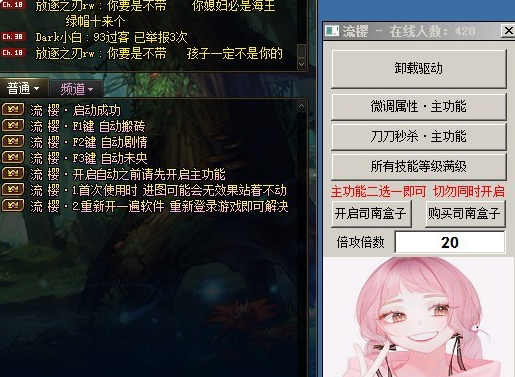 Ch.18 放逐之刃rw：你要是不带 你媳妇必是海王
绿帽十来个
Ch.38 Dark小白：93过客 已举报3次
Ch.18 放逐之刃rw：你要是不带 孩子一定不是你的
普通
频道
流 樱·启动成功
流 樱·F1键 自动搬砖
流 樱·F2键 自动剧情
流 樱·F3键 自动未央
流 樱·开启自动之前请先开启主功能
流 樱·1首次使用时 进图可能会无效果站着不动
流 樱·2.重新开一遍软件 重新登录游戏即可解决
流樱 - 在线人数：428
卸载驱动
微调属性·主功能
刀刀秒杀·主功能
所有技能等级满级
主功能二选一即可 切勿同时开启
开启司南盒子
购买司南盒子
倍攻倍数
20